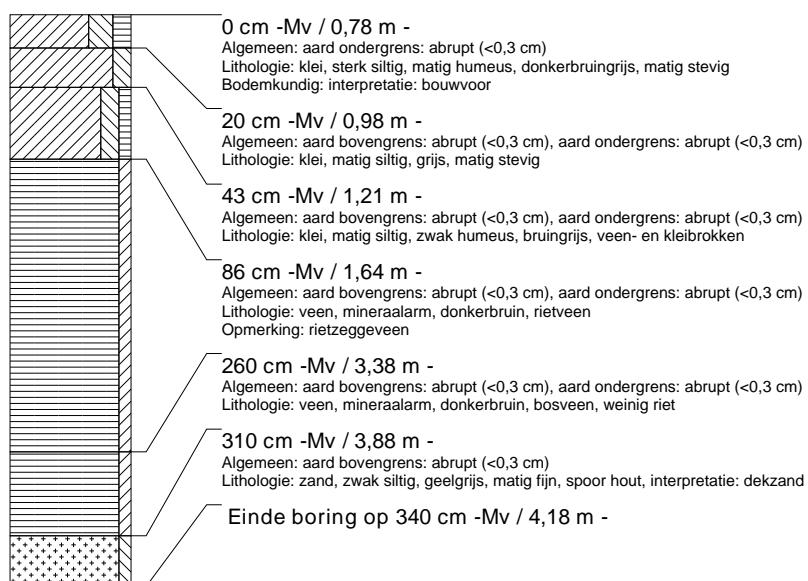 0 cm -Mv / 0,78 m -
Algemeen: aard ondergrens: abrupt (<0,3 cm)
Lithologie: klei, sterk siltig, matig humeus, donkerbruingrijs, matig stevig
Bodemkundig: interpretatie: bouwvoor
20 cm -Mv / 0,98 m -
Algemeen: aard bovengrens: abrupt (<0,3 cm), aard ondergrens: abrupt (<0,3 cm)
Lithologie: klei, matig siltig, grijs, matig stevig
43 cm -Mv / 1,21 m -
Algemeen: aard bovengrens: abrupt (<0,3 cm), aard ondergrens: abrupt (<0,3 cm)
Lithologie: klei, matig siltig, zwak humeus, bruingrijs, veen- en kleibrokken
86 cm -Mv / 1,64 m -
Algemeen: aard bovengrens: abrupt (<0,3 cm), aard ondergrens: abrupt (<0,3 cm)
Lithologie: veen, mineraalarm, donkerbruin, rietveen
Opmerking: rietzeggeveen
260 cm -Mv / 3,38 m -
Algemeen: aard bovengrens: abrupt (<0,3 cm), aard ondergrens: abrupt (<0,3 cm)
Lithologie: veen, mineraalarm, donkerbruin, bosveen, weinig riet
310 cm -Mv / 3,88 m -
Algemeen: aard bovengrens: abrupt (<0,3 cm)
Lithologie: zand, zwak siltig, geelgrijs, matig fijn, spoor hout, interpretatie: dekzand
Einde boring op 340 cm -Mv / 4,18 m -